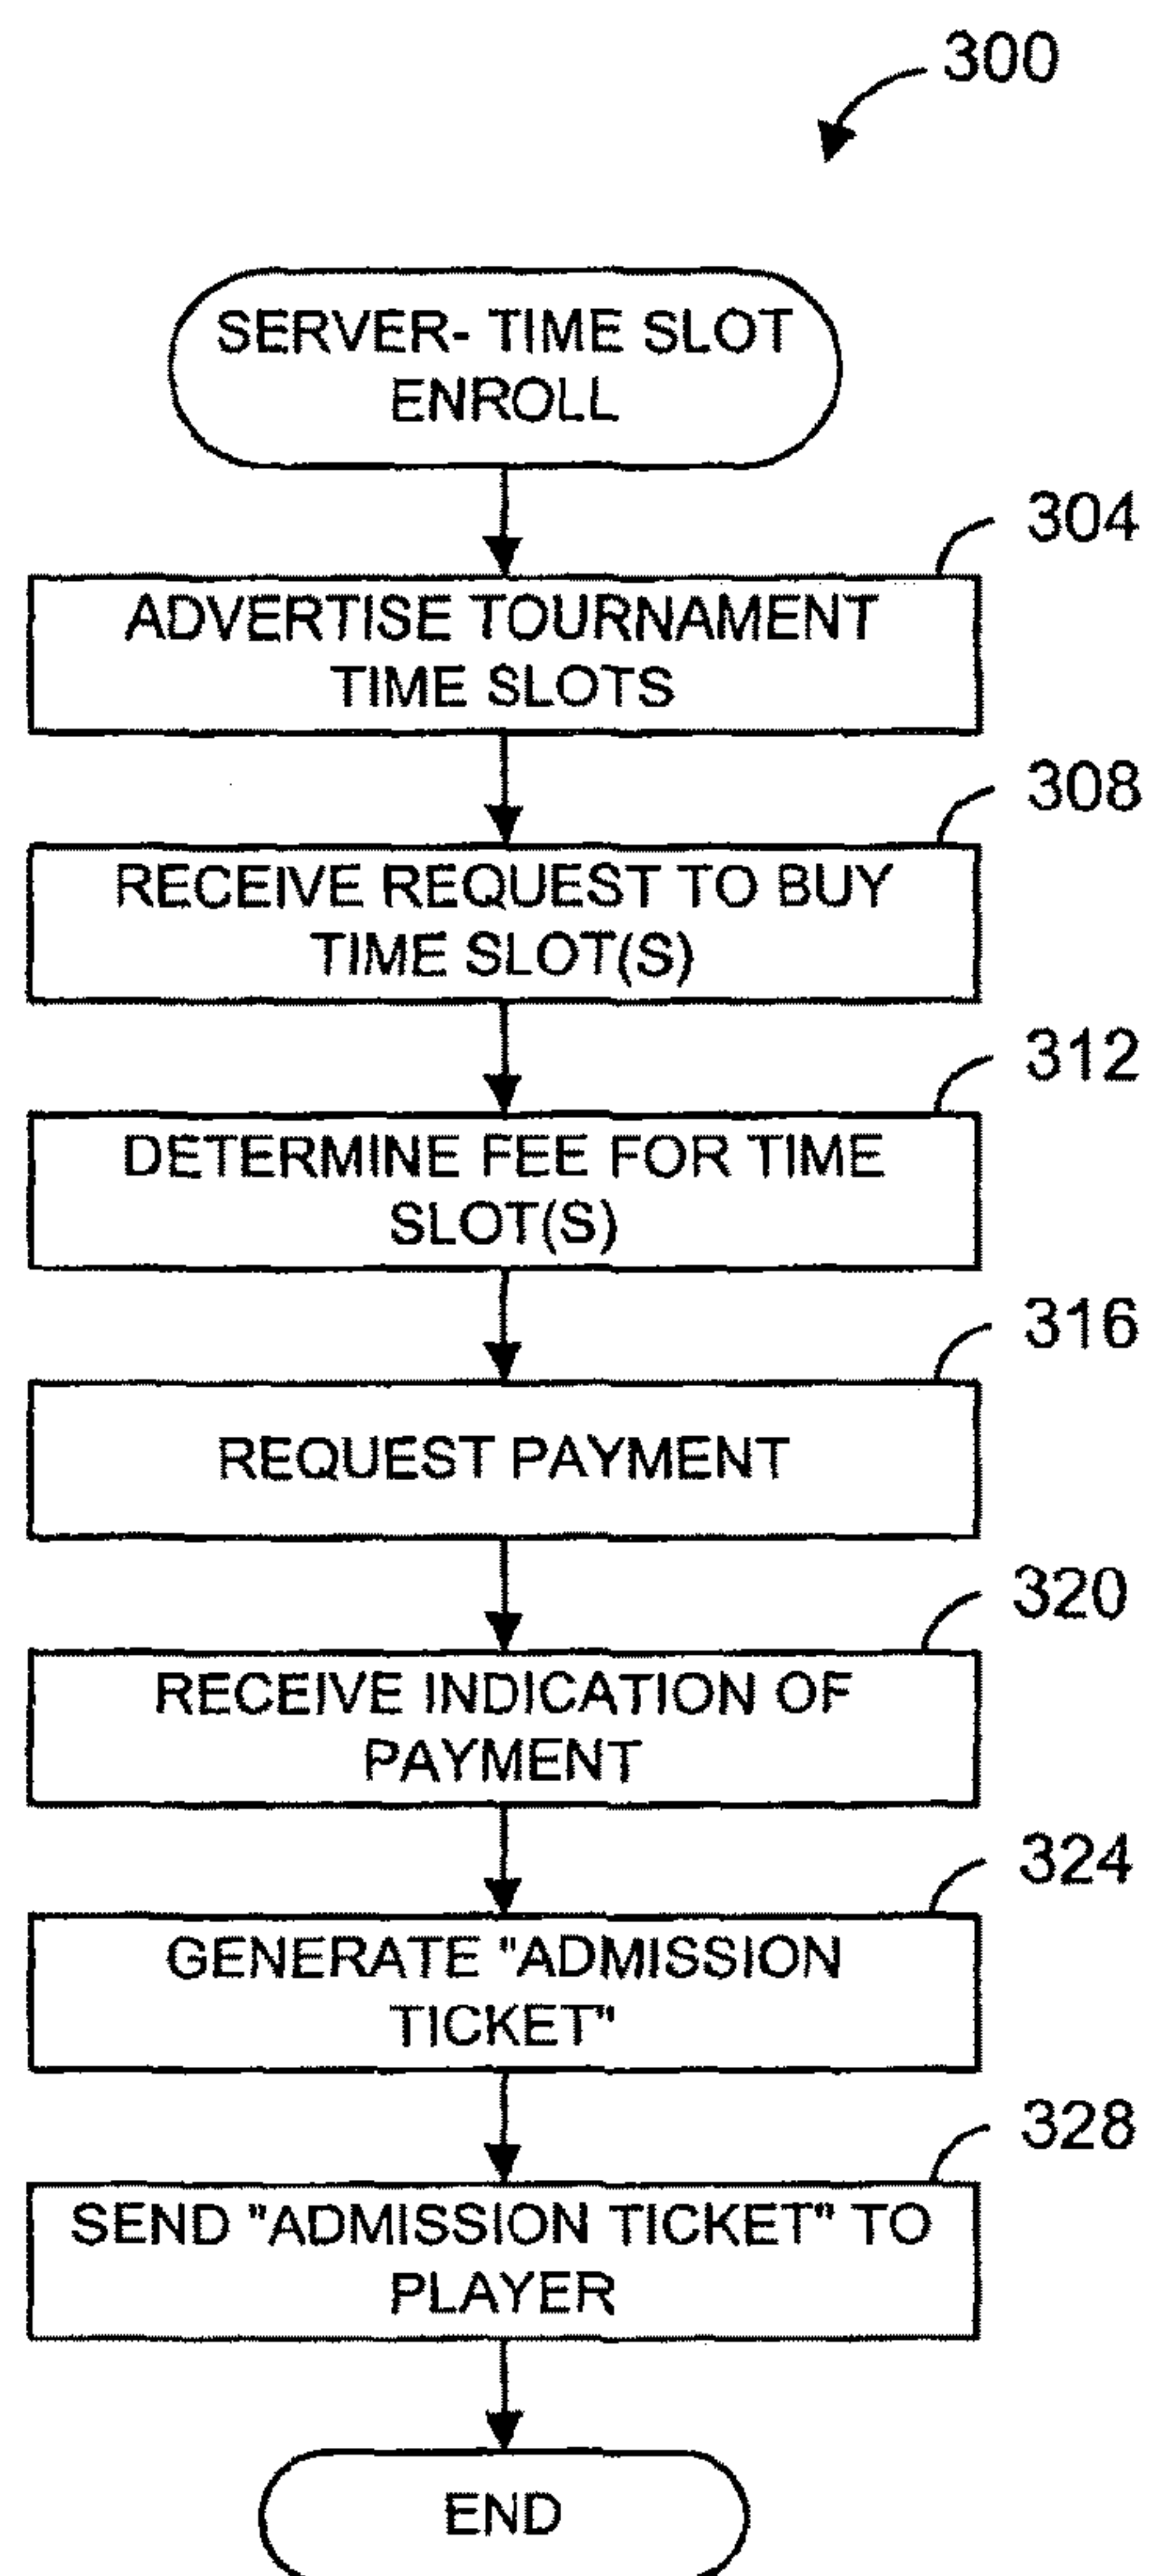 300
SERVER- TIME SLOT
ENROLL
304
ADVERTISE TOURNAMENT
TIME SLOTS
308
RECEIVE REQUEST TO BUY
TIME SLOT(S)
312
DETERMINE FEE FOR TIME
SLOT(S)
316
REQUEST PAYMENT
320
RECEIVE INDICATION OF
PAYMENT
324
GENERATE "ADMISSION
TICKET"
328
SEND "ADMISSION TICKET" TO
PLAYER
END